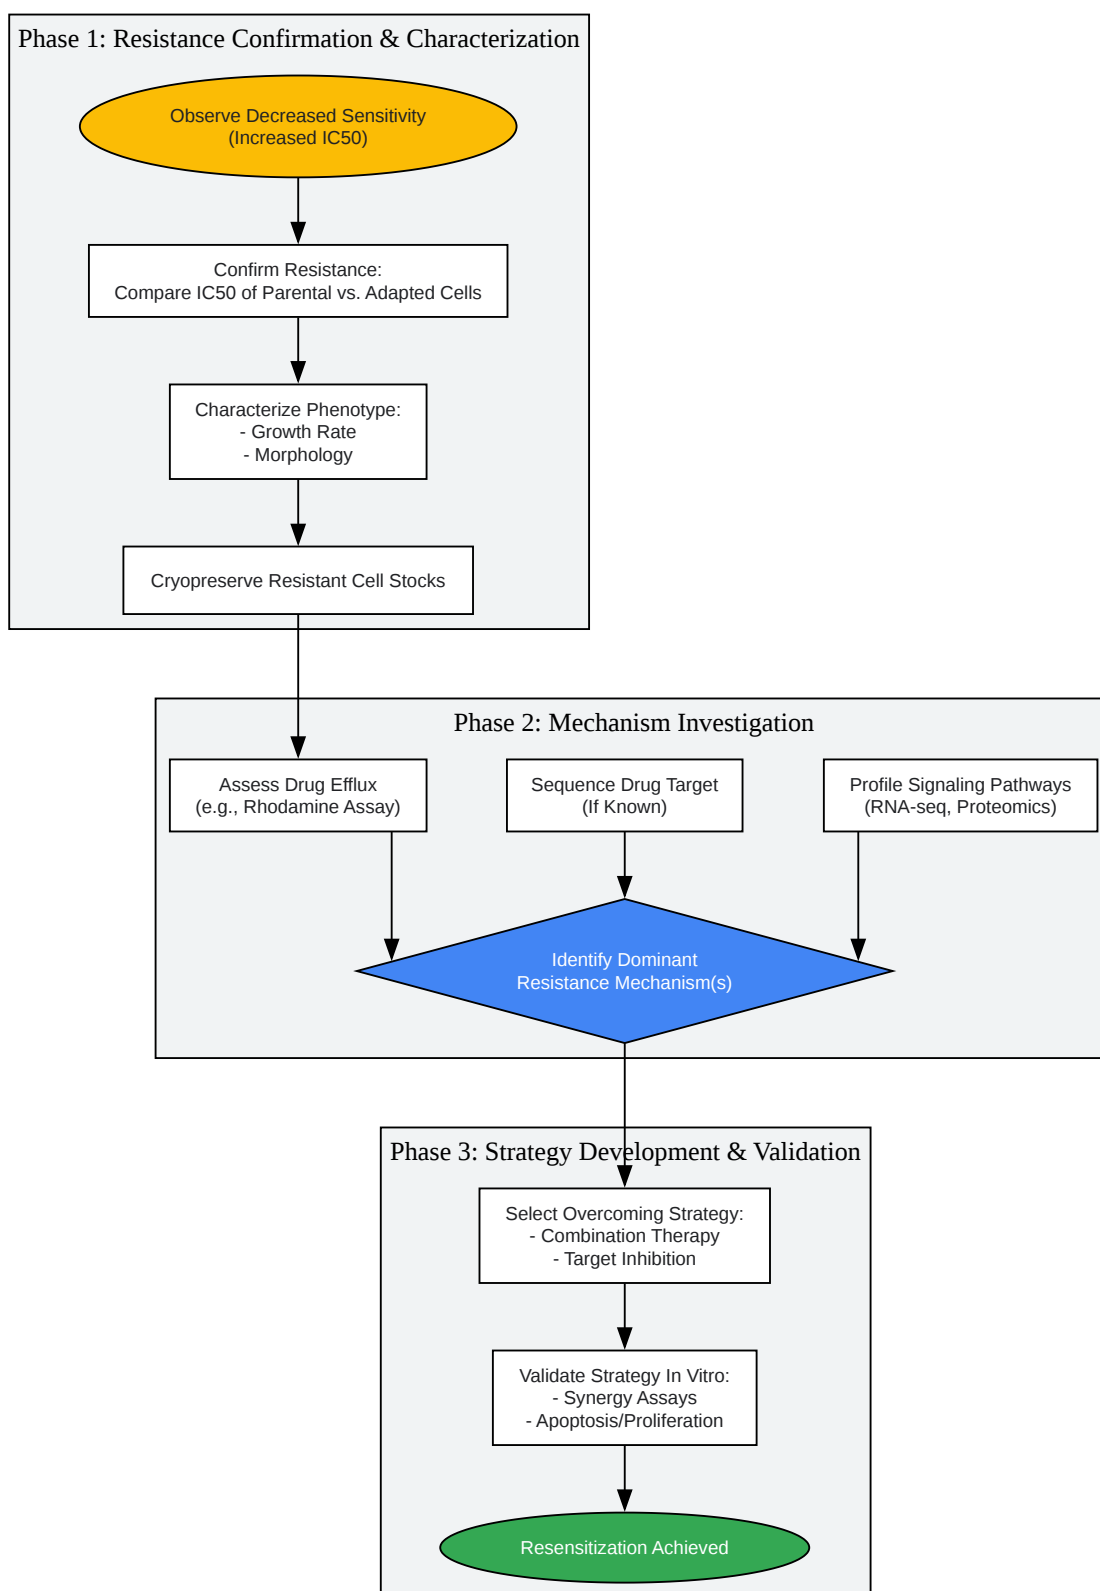 Phase 1: Resistance Confirmation & Characterization
Observe Decreased Sensitivity
(Increased IC50)
Confirm Resistance:
Compare IC50 of Parental vs. Adapted Cells
Characterize Phenotype:
- Growth Rate
- Morphology
Cryopreserve Resistant Cell Stocks
Phase 2: Mechanism Investigation
Assess Drug Efflux
(e.g., Rhodamine Assay)
Sequence Drug Target
(If Known)
Profile Signaling Pathways
(RNA-seq, Proteomics)
Identify Dominant
Resistance Mechanism(s)
Phase 3: Strategy Development & Validation
Select Overcoming Strategy:
- Combination Therapy
- Target Inhibition
Validate Strategy In Vitro:
- Synergy Assays
- Apoptosis/Proliferation
Resensitization Achieved